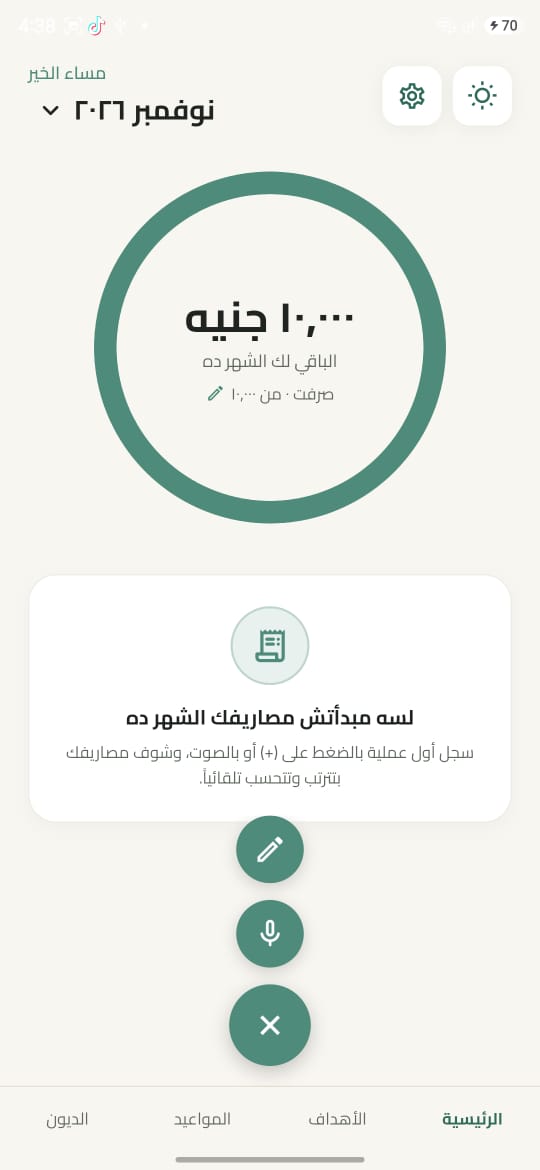 4:38
70
مساء الخير
نوفمبر ٢٠٢٦
١٠,٠٠٠ جنيه
الباقي لك الشهر ده
صرفت ٠ من ١٠,٠٠٠
لسه مبدأتش مصاريفك الشهر ده
سجل أول عملية بالضغط على (+) أو بالصوت، وشوف مصاريفك
بتترتب وتتحسب تلقائياً.
الرئيسية
الأهداف
المواعيد
الديون